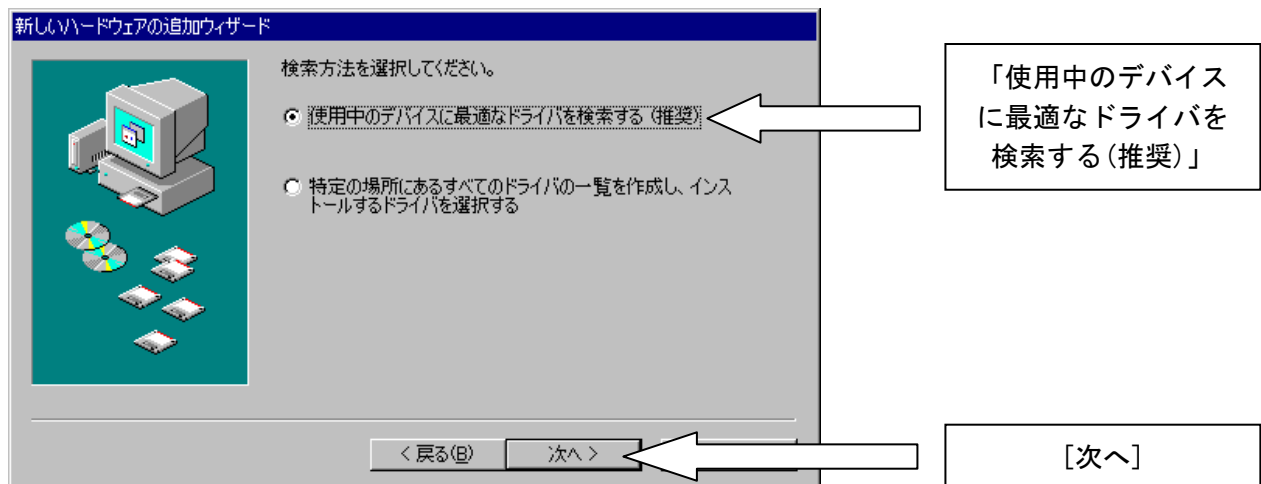 新しいハードウェアの追加ウィザード
検索方法を選択してください。
使用中のデバイスに最適なドライバを検索する (推奨)
特定の場所にあるすべてのドライバの一覧を作成し、インス
トールするドライバを選択する
< 戻る(B)
次へ >
「使用中のデバイス
に最適なドライバを
検索する(推奨)」
[次へ]